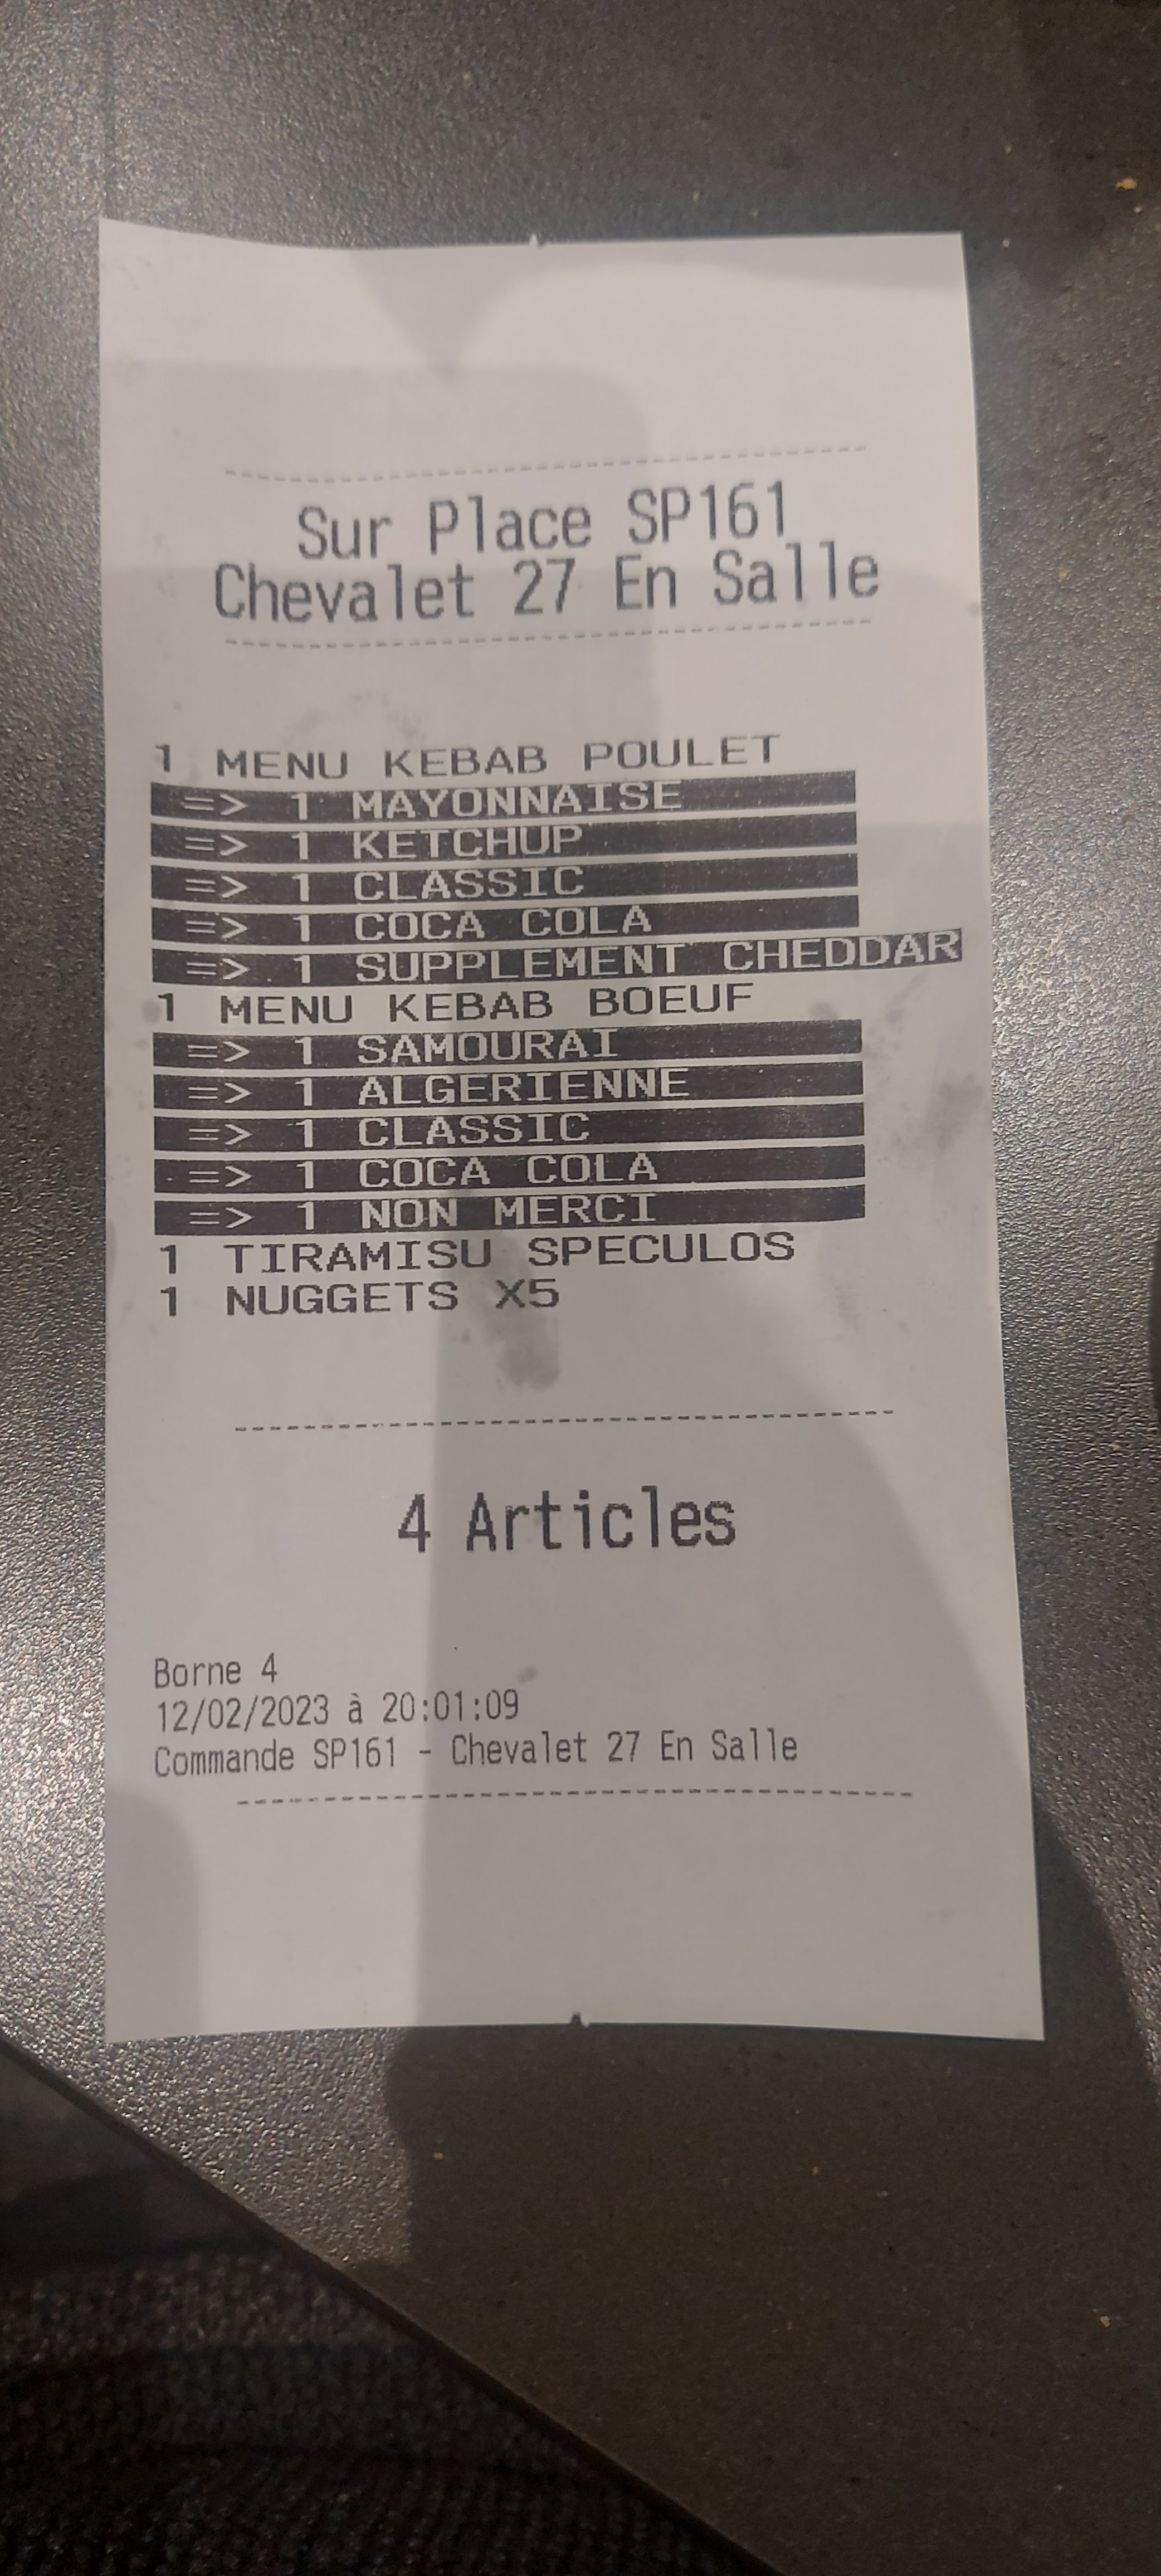 Sur Place SP161
Chevalet 27 En Salle
1 MENU KEBAB POULET
=> 1 MAYONNAISE
=> 1 KETCHUP
=> 1 CLASSIC
=> 1 COCA COLA
=> 1 SUPPLEMENT CHEDDAR
1 MENU KEBAB BOEUF
=> 1 SAMOURAI
=> 1 ALGERIENNE
=> 1 CLASSIC
=> 1 COCA COLA
=> 1 NON MERCI
1 TIRAMISU SPECULOS
1 NUGGETS X5
4 Articles
Borne 4
12/02/2023 à 20:01:09
Commande SP161 - Chevalet 27 En Salle